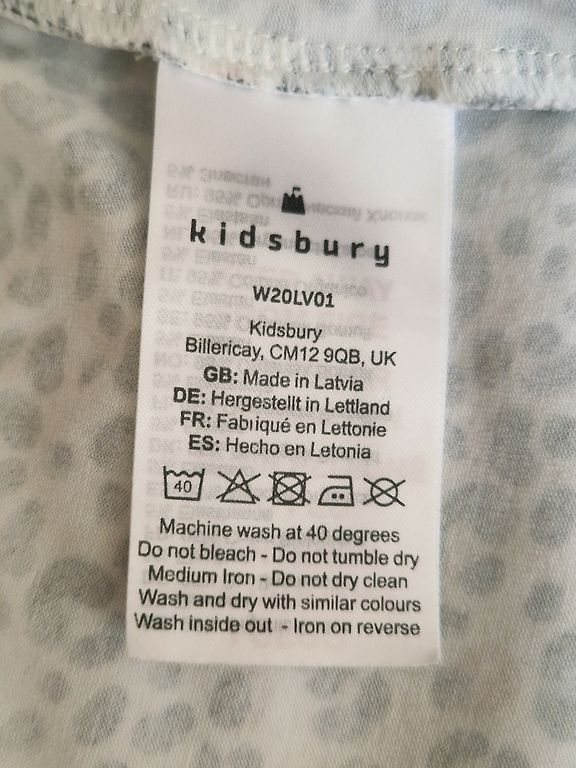 kidsbury
W20LV01
Kidsbury
Billericay, CM12 9QB, UK
GB: Made in Latvia
DE: Hergestellt in Lettland
FR: Fabriqué en Lettonie
ES: Hecho en Letonia
40
Machine wash at 40 degrees
Do not bleach - Do not tumble dry
Medium Iron - Do not dry clean
Wash and dry with similar colours
Wash inside out - Iron on reverse